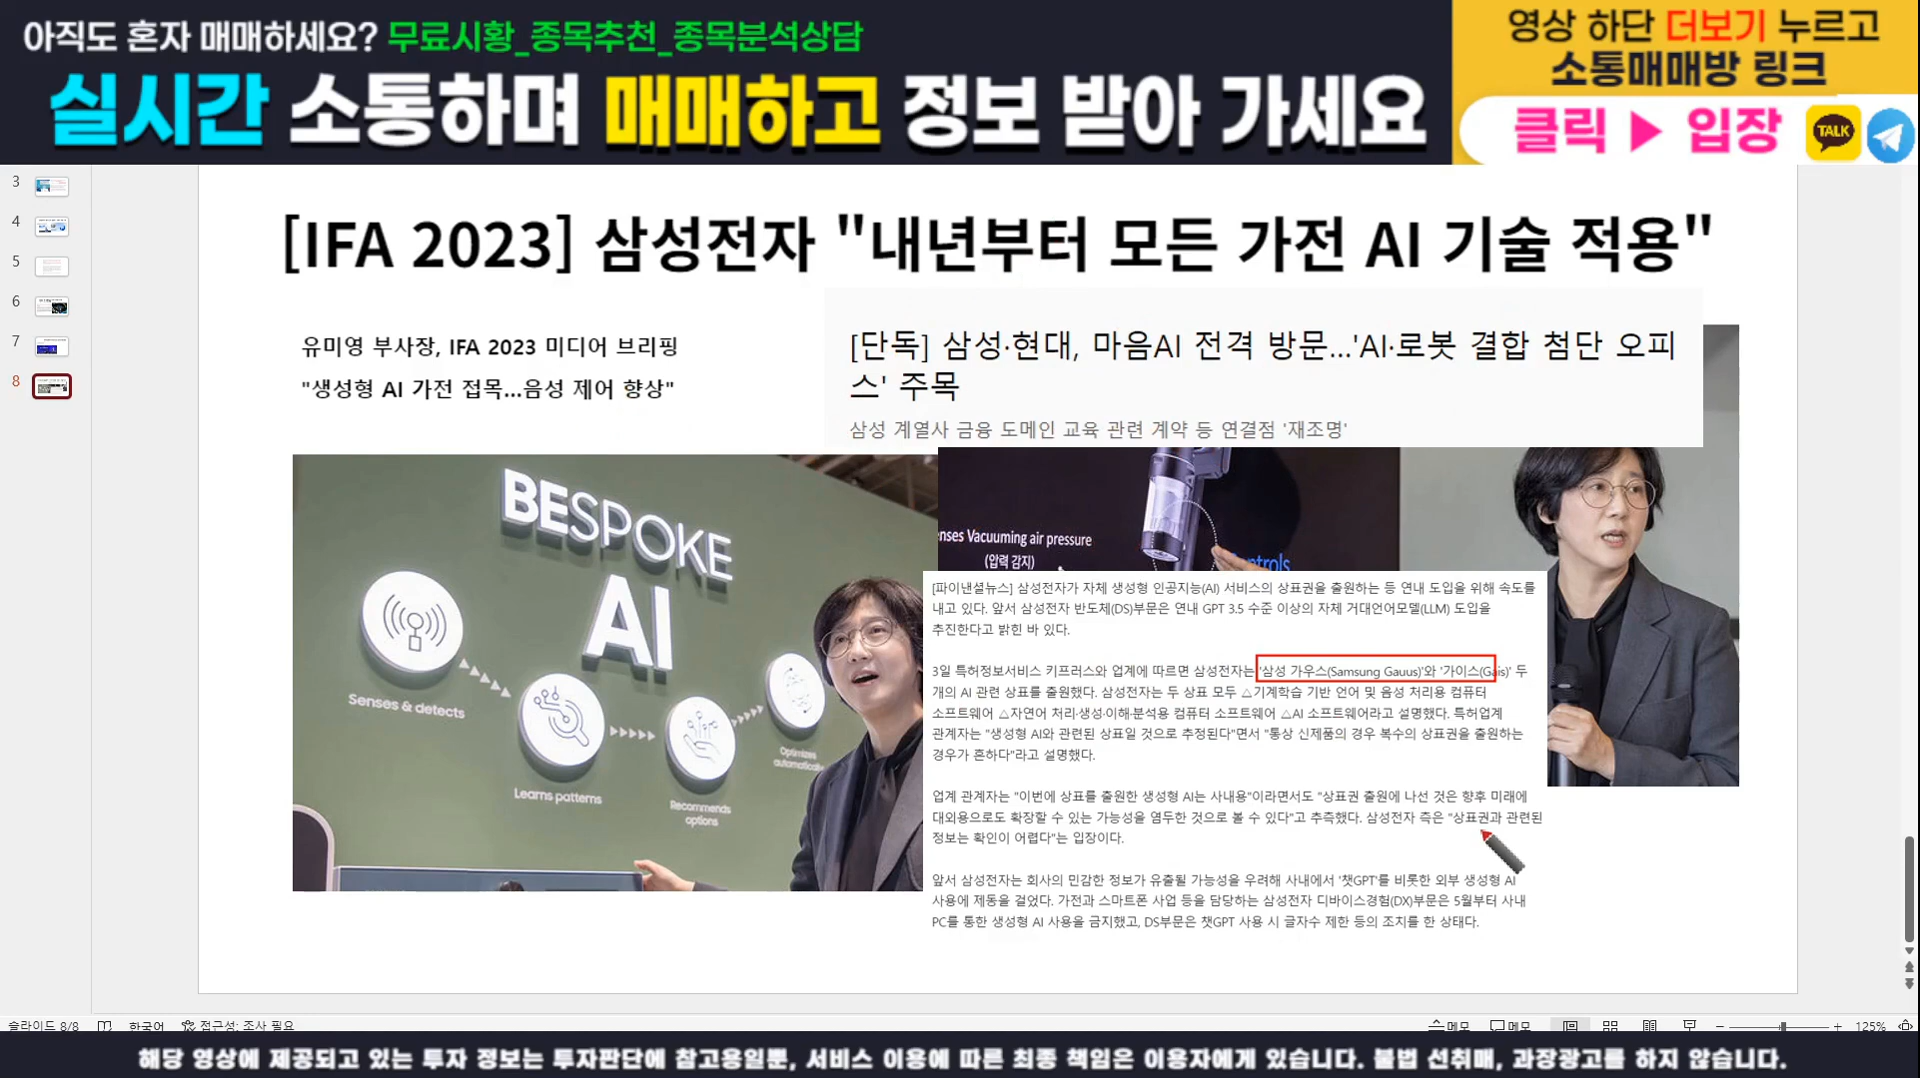 아직도 혼자 매매하세요? 무료시황_종목추천_종목분석상담
실시간 소통하며 매매하고 정보 받아 가세요
영상 하단 더보기 누르고
소통매매방 링크
클릭 ▶ 입장
TALK
3
4
5
6
7
8
[IFA 2023] 삼성전자 "내년부터 모든 가전 AI 기술 적용"
유미영 부사장, IFA 2023 미디어 브리핑
"생성형 AI 가전 접목...음성 제어 향상"
[단독] 삼성·현대, 마음AI 전격 방문...'AI·로봇 결합 첨단 오피
스' 주목
삼성 계열사 금융 도메인 교육 관련 계약 등 연결점 '재조명'
BESPOKE
AI
Senses & detects
Learns patterns
Recommends
options
Optimizes
automatically
enses Vacuuming air pressure
(압력 감지)
ontrols
[파이낸셜뉴스] 삼성전자가 자체 생성형 인공지능(AI) 서비스의 상표권을 출원하는 등 연내 도입을 위해 속도를
내고 있다. 앞서 삼성전자 반도체(DS)부문은 연내 GPT 3.5 수준 이상의 자체 거대언어모델(LLM) 도입을
추진한다고 밝힌 바 있다.
3일 특허정보서비스 키프러스와 업계에 따르면 삼성전자는 '삼성 가우스(Samsung Gauus)'와 '가이스(Gais)' 두
개의 AI 관련 상표를 출원했다. 삼성전자는 두 상표 모두 △기계학습 기반 언어 및 음성 처리용 컴퓨터
소프트웨어 △자연어 처리·생성·이해·분석용 컴퓨터 소프트웨어 △AI 소프트웨어라고 설명했다. 특허업계
관계자는 "생성형 AI와 관련된 상표일 것으로 추정된다"면서 "통상 신제품의 경우 복수의 상표권을 출원하는
경우가 흔하다"라고 설명했다.
업계 관계자는 "이번에 상표를 출원한 생성형 AI는 사내용"이라면서도 "상표권 출원에 나선 것은 향후 미래에
대외용으로도 확장할 수 있는 가능성을 염두한 것으로 볼 수 있다"고 추측했다. 삼성전자 측은 "상표권과 관련된
정보는 확인이 어렵다"는 입장이다.
앞서 삼성전자는 회사의 민감한 정보가 유출될 가능성을 우려해 사내에서 '챗GPT'를 비롯한 외부 생성형 AI
사용에 제동을 걸었다. 가전과 스마트폰 사업 등을 담당하는 삼성전자 디바이스경험(DX)부문은 5월부터 사내
PC를 통한 생성형 AI 사용을 금지했고, DS부문은 챗GPT 사용 시 글자수 제한 등의 조치를 한 상태다.
슬라이드 8/8 한국어 접근성: 조사 필요 메모 메모 125%
해당 영상에 제공되고 있는 투자 정보는 투자판단에 참고용일뿐, 서비스 이용에 따른 최종 책임은 이용자에게 있습니다. 불법 선취매, 과장광고를 하지 않습니다.